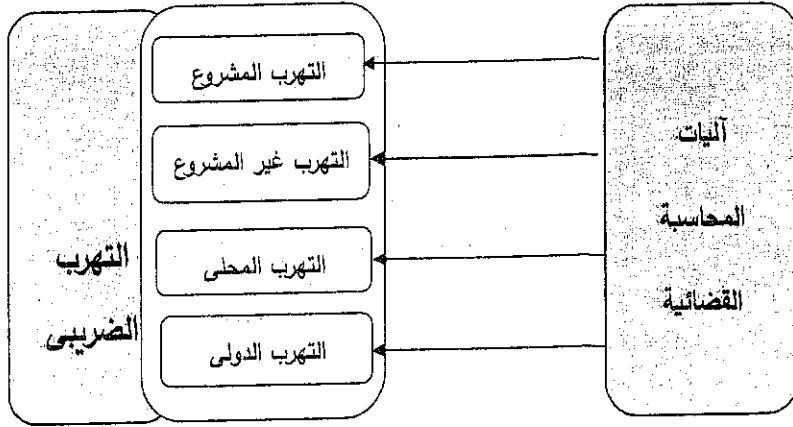 آليات
المحاسبة
القضائية
التهرب المشروع
التهرب غير المشروع
التهرب المحلى
التهرب الدولى
التهرب
الضريبى